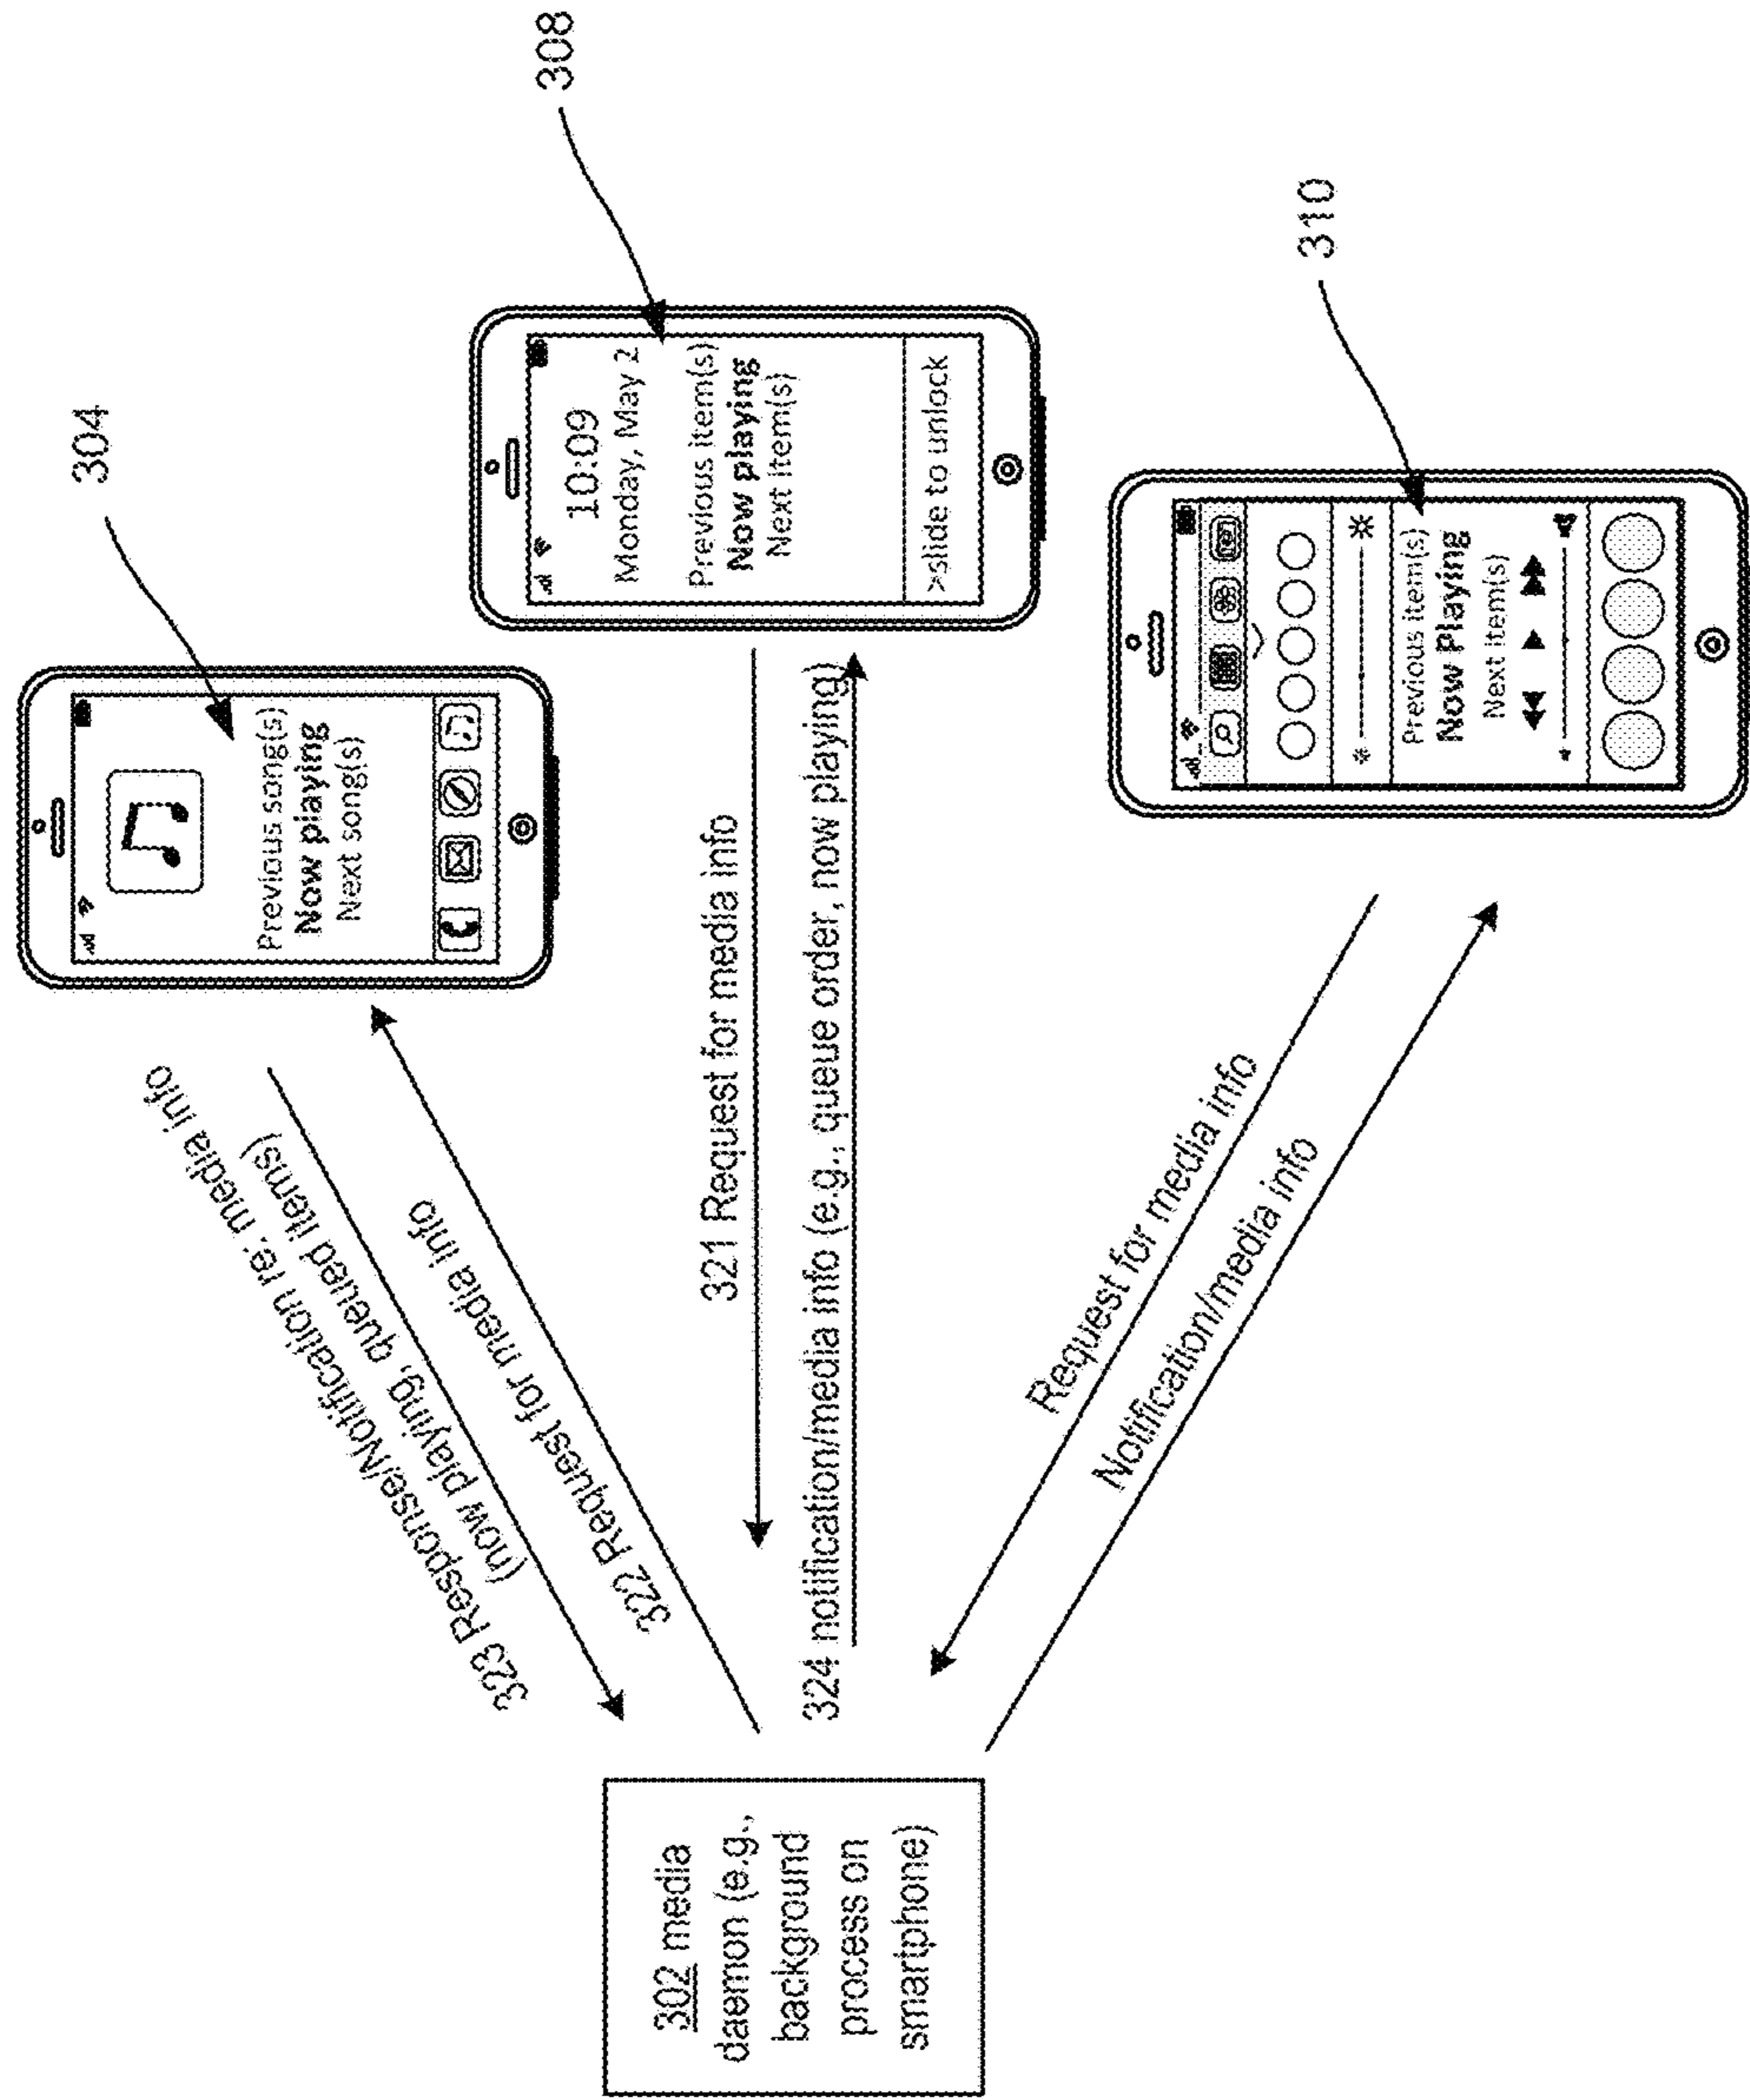 304
Previous song(s)
Now playing
Next song(s)
308
10:09
Monday, May 2
Previous item(s)
Now playing
Next item(s)
>slide to unlock
310
Previous item(s)
Now Playing
Next item(s)
323 Response/Notification re: media info
(now playing, queued items)
322 Request for media info
321 Request for media info
324 notification/media info (e.g., queue order, now playing)
Request for media info
Notification/media info
302 media
daemon (e.g.,
background
process on
smartphone)